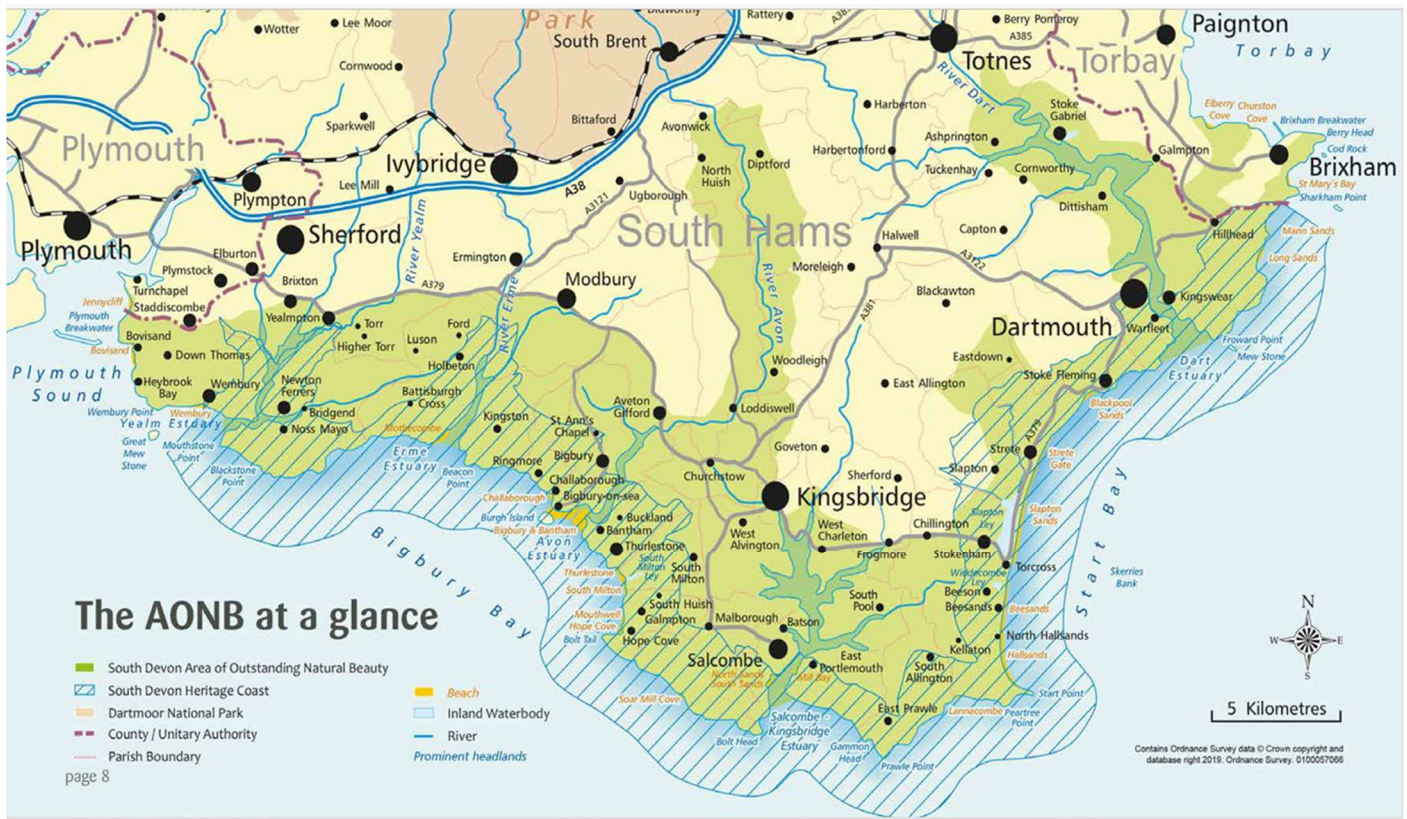 Park
Didworthy
Rattery
A385
Berry Pomeroy
Paignton
Wotter
Lee Moor
South Brent
A385
Totnes
Torbay
Torbay
Cornwood
River Dart
Harberton
Stoke
Gabriel
Elberry
Cove
Churston
Cove
Brixham Breakwater
Berry Head
Cod Rock
Sparkwell
Bittaford
Avonwick
Ashprington
Harbertonford
Galmpton
Brixham
Plymouth
Ivybridge
North
Huish
Diptford
Tuckenhay
Cornworthy
St Mary's Bay
Sharkham Point
Lee Mill
A38
Ugborough
Plympton
A3121
Dittisham
Plymouth
Sherford
River Yealm
South Hams
Halwell
Capton
Hillhead
Mann Sands
Elburton
Ermington
A3122
Long Sands
Plymstock
Brixton
Modbury
River Avon
Moreleigh
Turnchapel
A379
River Erme
Blackawton
Kingswear
Jennycliff
Staddiscombe
A381
Plymouth
Breakwater
Yealmpton
Torr
Ford
Dartmouth
Warfleet
Bovisand
Higher Torr
Luson
Froward Point
Bovisand
Down Thomas
Holbeton
Woodleigh
Eastdown
Dart
Estuary
Mew Stone
Plymouth
Sound
Heybrook
Bay
Wembury
Newton
Ferrers
Battisburgh
Cross
East Allington
Stoke Fleming
Wembury Point
Wembury
Yealm Estuary
Bridgend
Kingston
Aveton
Gifford
Loddiswell
Blackpool
Sands
Noss Mayo
Mothecombe
St Ann's
Chapel
A379
Great
Mew
Stone
Mouthstone
Point
Erme
Estuary
Goveton
Strete
Strete
Gate
Blackstone
Point
Beacon
Point
Ringmore
Bigbury
Churchstow
Sherford
Slapton
Challaborough
Challaborough
Bigbury-on-sea
Kingsbridge
Slapton
Ley
Slapton
Sands
Burgh Island
Bigbury & Bantham
Buckland
Bantham
West
Alvington
West
Charleton
Chillington
Start Bay
Bigbury Bay
Avon
Estuary
Thurlestone
South
Milton
Ley
Frogmore
Stokenham
Torcross
Thurlestone
South
Milton
Widdecombe
Ley
Skerries
Bank
South Milton
South Huish
South
Pool
Beeson
Beesands
Beesands
The AONB at a glance
Mouthwell
Hope Cove
Galmpton
Malborough
Batson
N
Bolt Tail
Hope Cove
North Hallsands
W
E
Kellaton
Hallsands
Salcombe
East
Portlemouth
South
Allington
S
South Devon Area of Outstanding Natural Beauty
North Sands
South Sands
Mill Bay
South Devon Heritage Coast
Beach
Soar Mill Cove
Start Point
Dartmoor National Park
Inland Waterbody
East Prawle
Lannacombe
Peartree
Point
5 Kilometres
County / Unitary Authority
River
Bolt Head
Salcombe -
Kingsbridge
Estuary
Gammon
Head
Parish Boundary
Prominent headlands
Prawle Point
Contains Ordnance Survey data © Crown copyright and
database right 2019. Ordnance Survey. 0100057066
page 8